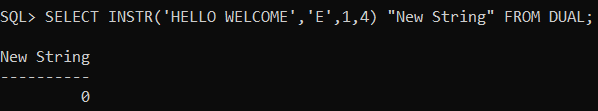 SQL> SELECT INSTR('HELLO WELCOME','E',1,4) "New String" FROM DUAL;
New String
----------
0